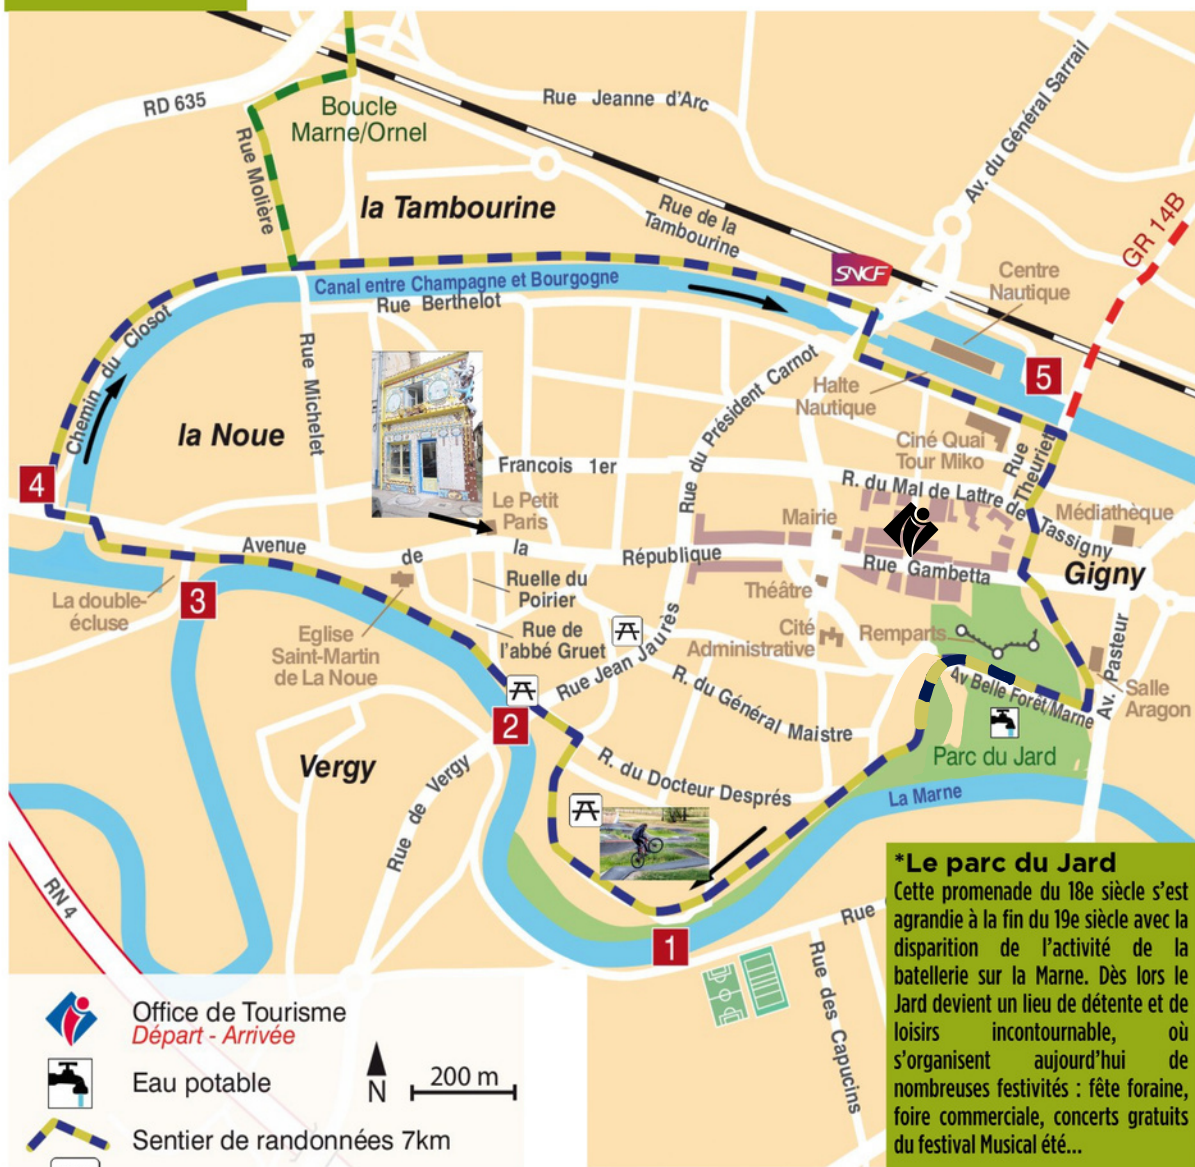 RD 635
Boucle
Marne/Ornel
Rue Molière
la Tambourine
Rue Jeanne d'Arc
Rue de la
Tambourine
Av. du Général Sarrail
GR 14B
SNCF
Centre
Nautique
Canal entre Champagne et Bourgogne
Rue Berthelot
Chemin du Closot
Rue Michelet
la Noue
Rue du Président Carnot
Halte
Nautique
5
Ciné Quai
Tour Miko
Rue
Theuriet
4
Francois 1er
Le Petit
Paris
R. du Mal de Lattre de
Tassigny
Médiathèque
Mairie
Avenue de la République
Rue Gambetta
Gigny
La double-
écluse
3
Ruelle du
Poirier
Théâtre
Eglise
Saint-Martin
de La Noue
Rue de
l'abbé Gruet
Cité
Administrative
Remparts
Rue Jean Jaurès
R. du Général Maistre
Av Belle Forêt/Marne
Av. Pasteur
Salle
Aragon
2
Vergy
Rue de Vergy
R. du Docteur Després
Parc du Jard
La Marne
RN 4
1
Rue
Rue des Capucins
*Le parc du Jard
Cette promenade du 18e siècle s'est
agrandie à la fin du 19e siècle avec la
disparition de l'activité de la
batellerie sur la Marne. Dès lors le
Jard devient un lieu de détente et de
loisirs incontournable, où
s'organisent aujourd'hui de
nombreuses festivités : fête foraine,
foire commerciale, concerts gratuits
du festival Musical été...
Office de Tourisme
Départ - Arrivée
Eau potable
N
200 m
Sentier de randonnées 7km